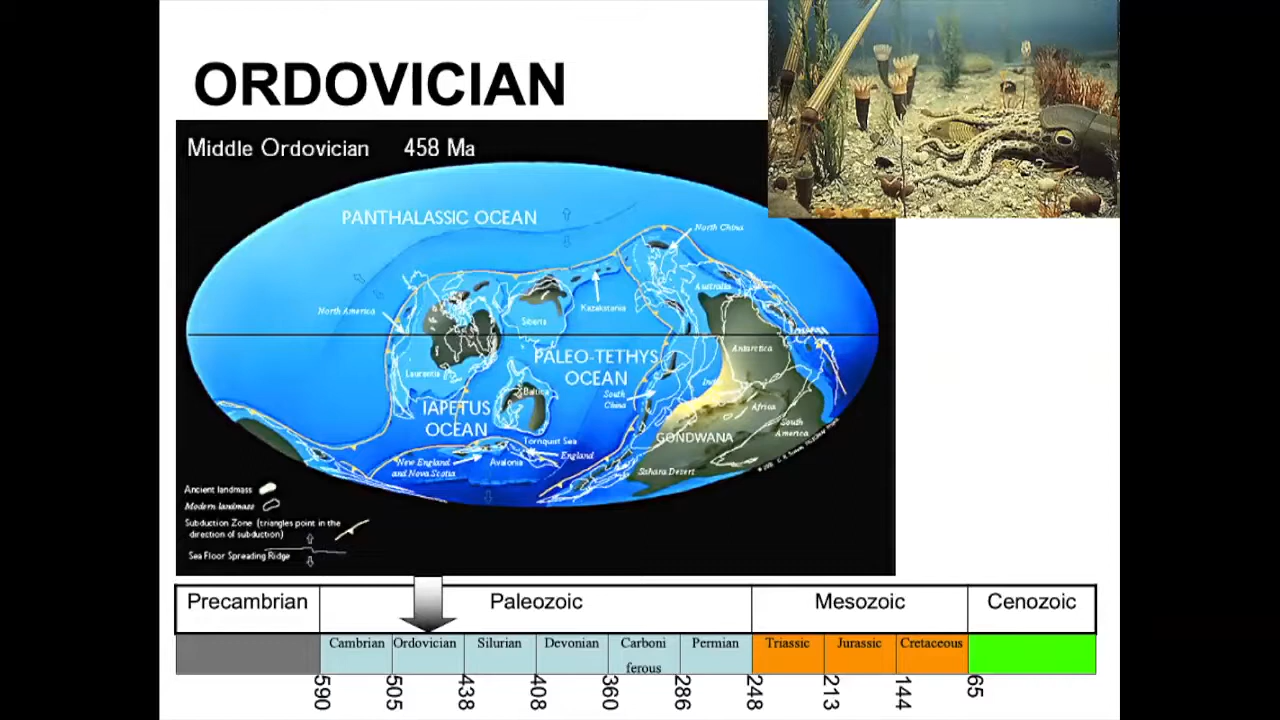 ORDOVICIAN
Middle Ordovician 458 Ma
PANTHALASSIC OCEAN
North China
Australia
North America
Kazakstania
Siberia
Antarctica
PALEO-TETHYS
OCEAN
Laurentia
India
Baltica
South
China
Africa
IAPETUS
OCEAN
South
America
GONDWANA
Tornquist Sea
England
New England
and Nova Scotia
Avalonia
Sahara Desert
Ancient landmass
Modern landmass
Subduction Zone (triangles point in the
direction of subduction)
Sea Floor Spreading Ridge
Precambrian Paleozoic Mesozoic Cenozoic
Cambrian Ordovician Silurian Devonian Carboni Permian Triassic Jurassic Cretaceous
ferous
590 505 438 408 360 286 248 213 144 65